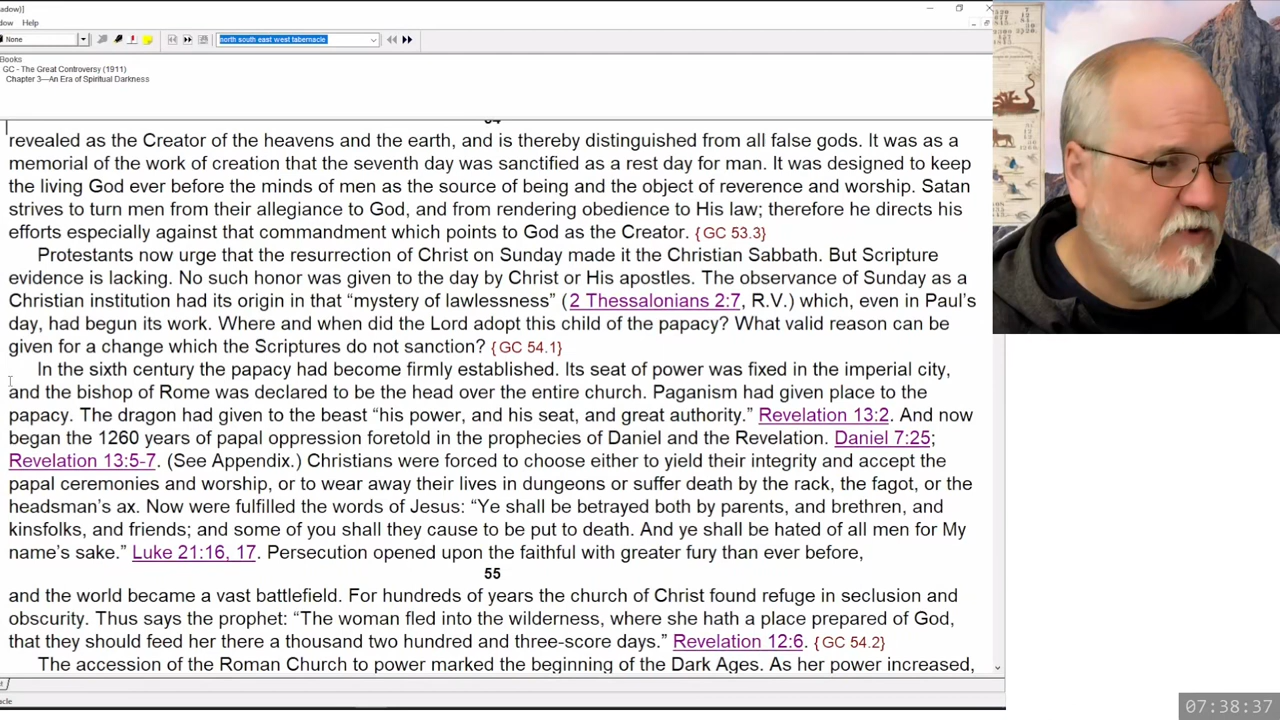 adow)]
dow Help
None
north south east west tabernacle
Books
GC - The Great Controversy (1911)
Chapter 3—An Era of Spiritual Darkness
revealed as the Creator of the heavens and the earth, and is thereby distinguished from all false gods. It was as a
memorial of the work of creation that the seventh day was sanctified as a rest day for man. It was designed to keep
the living God ever before the minds of men as the source of being and the object of reverence and worship. Satan
strives to turn men from their allegiance to God, and from rendering obedience to His law; therefore he directs his
efforts especially against that commandment which points to God as the Creator. {GC 53.3}
Protestants now urge that the resurrection of Christ on Sunday made it the Christian Sabbath. But Scripture
evidence is lacking. No such honor was given to the day by Christ or His apostles. The observance of Sunday as a
Christian institution had its origin in that “mystery of lawlessness” (2 Thessalonians 2:7, R.V.) which, even in Paul’s
day, had begun its work. Where and when did the Lord adopt this child of the papacy? What valid reason can be
given for a change which the Scriptures do not sanction? {GC 54.1}
In the sixth century the papacy had become firmly established. Its seat of power was fixed in the imperial city,
and the bishop of Rome was declared to be the head over the entire church. Paganism had given place to the
papacy. The dragon had given to the beast “his power, and his seat, and great authority.” Revelation 13:2. And now
began the 1260 years of papal oppression foretold in the prophecies of Daniel and the Revelation. Daniel 7:25;
Revelation 13:5-7. (See Appendix.) Christians were forced to choose either to yield their integrity and accept the
papal ceremonies and worship, or to wear away their lives in dungeons or suffer death by the rack, the fagot, or the
headsman’s ax. Now were fulfilled the words of Jesus: “Ye shall be betrayed both by parents, and brethren, and
kinsfolks, and friends; and some of you shall they cause to be put to death. And ye shall be hated of all men for My
name’s sake.” Luke 21:16, 17. Persecution opened upon the faithful with greater fury than ever before,
55
and the world became a vast battlefield. For hundreds of years the church of Christ found refuge in seclusion and
obscurity. Thus says the prophet: “The woman fled into the wilderness, where she hath a place prepared of God,
that they should feed her there a thousand two hundred and three-score days.” Revelation 12:6. {GC 54.2}
The accession of the Roman Church to power marked the beginning of the Dark Ages. As her power increased,
acle
07:38:37